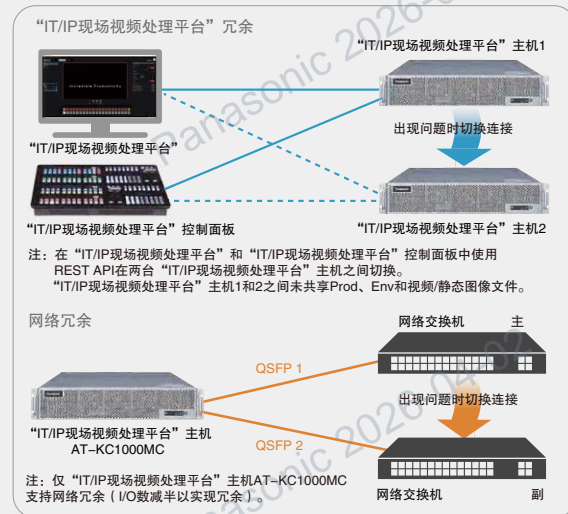 “IT/IP现场视频处理平台”冗余
“IT/IP现场视频处理平台”主机1
Incredible Productivity
Panasonic
出现问题时切换连接
“IT/IP现场视频处理平台”
Panasonic
“IT/IP现场视频处理平台”控制面板
“IT/IP现场视频处理平台”主机2
注：在“IT/IP现场视频处理平台”和“IT/IP现场视频处理平台”控制面板中使用
REST API在两台“IT/IP现场视频处理平台”主机之间切换。
“IT/IP现场视频处理平台”主机1和2之间未共享Prod、Env和视频/静态图像文件。
网络冗余
网络交换机 主
QSFP 1
Panasonic
出现问题时切换连接
“IT/IP现场视频处理平台”主机
AT-KC1000MC
QSFP 2
注：仅“IT/IP现场视频处理平台”主机AT-KC1000MC
支持网络冗余（I/O数减半以实现冗余）。
网络交换机 副
Panasonic 2026-04-02